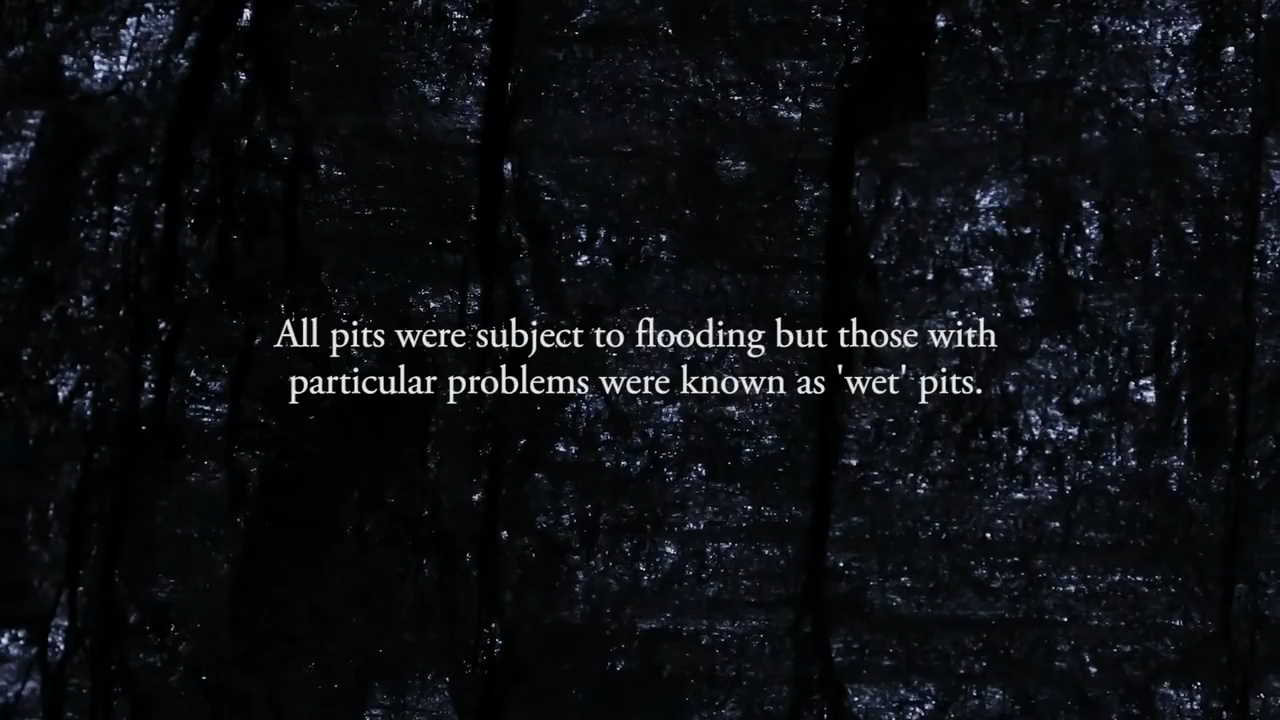 All pits were subject to flooding but those with
particular problems were known as 'wet' pits.